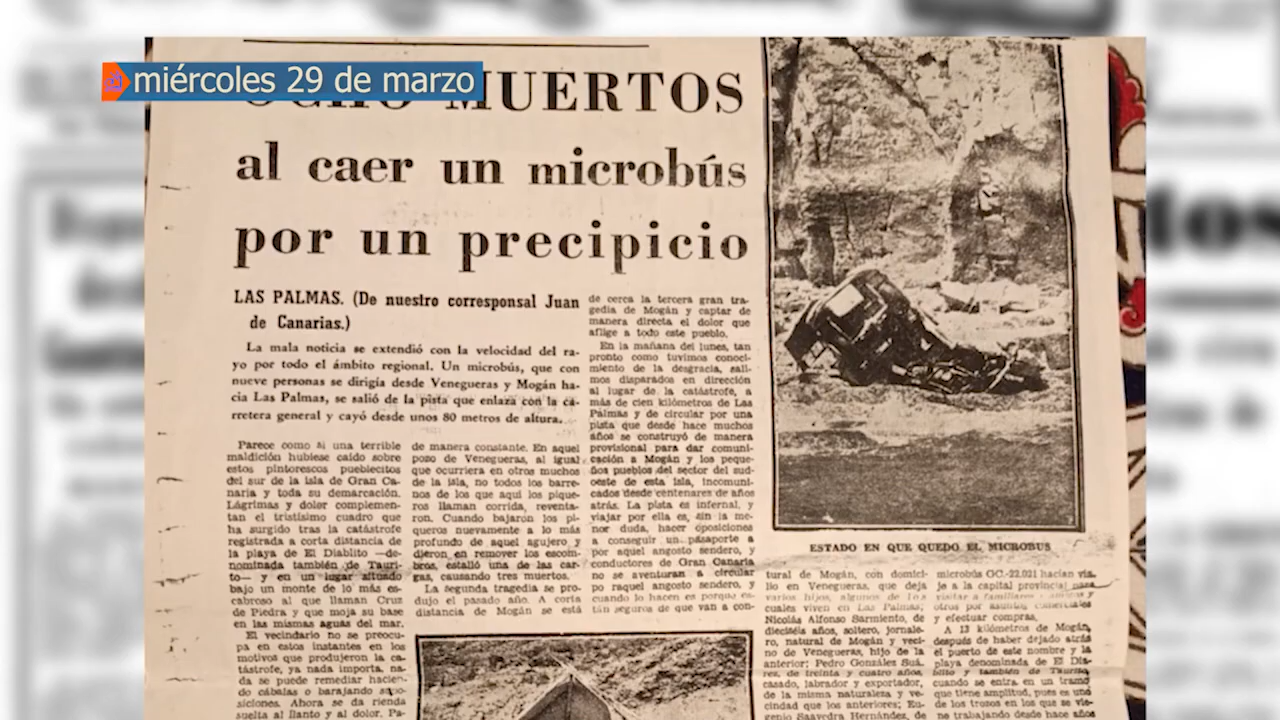 miércoles 29 de marzo
OCHO MUERTOS
al caer un microbús
por un precipicio
LAS PALMAS. (De nuestro corresponsal Juan
de Canarias.)
La mala noticia se extendió con la velocidad del ra-
yo por todo el ámbito regional. Un microbús, que con
nueve personas se dirigía desde Venegueras y Mogán ha-
cia Las Palmas, se salió de la pista que enlaza con la ca-
rretera general y cayó desde unos 80 metros de altura.
Parece como si una terrible
maldición hubiese caído sobre
estos pintorescos pueblecitos
del sur de la isla de Gran Ca-
naria y toda su demarcación.
Lágrimas y dolor complemen-
tan el tristísimo cuadro que
ha surgido tras la catástrofe
registrada a corta distancia de
la playa de El Diablito —de-
nominada también de Tauri-
to— y en un lugar situado
bajo un monte de lo más es-
cabroso al que llaman Cruz
de Piedra y que moja su base
en las mismas aguas del mar.
El vecindario no se preocu-
pa en estos instantes en los
motivos que produjeron la ca-
tástrofe, ya nada importa, na-
da se puede remediar hacien-
do cábalas o barajando supo-
siciones. Ahora se da rienda
suelta al llanto y al dolor. Pa-
de manera constante. En aquel
pozo de Venegueras, al igual
que ocurriera en otros muchos
de la isla, no todos los barre-
nos de los que aquí los pique-
ros llaman corrida, reventa-
ron. Cuando bajaron los pi-
queros nuevamente a lo más
profundo de aquel agujero y
dieron en remover los escom-
bros, estalló una de las car-
gas, causando tres muertos.
La segunda tragedia se pro-
dujo el pasado año. A corta
distancia de Mogán se está
de cerca la tercera gran tra-
gedia de Mogán y captar de
manera directa el dolor que
aflige a todo este pueblo.
En la mañana del lunes, tan
pronto como tuvimos conoci-
miento de la desgracia, sali-
mos disparados en dirección
al lugar de la catástrofe, a
más de cien kilómetros de Las
Palmas y de circular por una
pista que desde hace muchos
años se construyó de manera
provisional para dar comuni-
cación a Mogán y los peque-
ños pueblos del sector del sud-
oeste de esta isla, incomuni-
cados desde centenares de años
atrás. La pista es infernal, y
viajar por ella es, sin la me-
nor duda, hacer oposiciones
a conseguir un pasaporte a
por aquel angosto sendero, y
conductores de Gran Canaria
no se aventuran a circular
po raquel angosto sendero, y
cuando lo hacen es porque es-
tán seguros de que van a con-
ESTADO EN QUE QUEDO EL MICROBUS
tural de Mogán, con domici-
lio en Venegueras, que deja
varios hijos, algunos de los
cuales viven en Las Palmas;
Nicolás Alfonso Sarmiento, de
dieciséis años, soltero, jornale-
ro, natural de Mogán y veci-
no de Venegueras, hijo de la
anterior; Pedro González Suá-
rez, de treinta y cuatro años,
casado, labrador y exportador,
de la misma naturaleza y ve-
cindad que los anteriores; Eu-
genio Saavedra Hernández, de
microbús GC.-22.021 hacían via-
je a la capital provincial para
visitar a familiares amigos y
otros por asuntos comerciales
y efectuar compras.
A 13 kilómetros de Mogán,
después de haber dejado atrás
el puerto de este nombre y la
playa denominada de El Dia-
blito y también de Taurito,
cuando se entra en un tramo
que tiene amplitud, pues es uno
de los trozos en los que se vie-
ne trabajando desde hace años